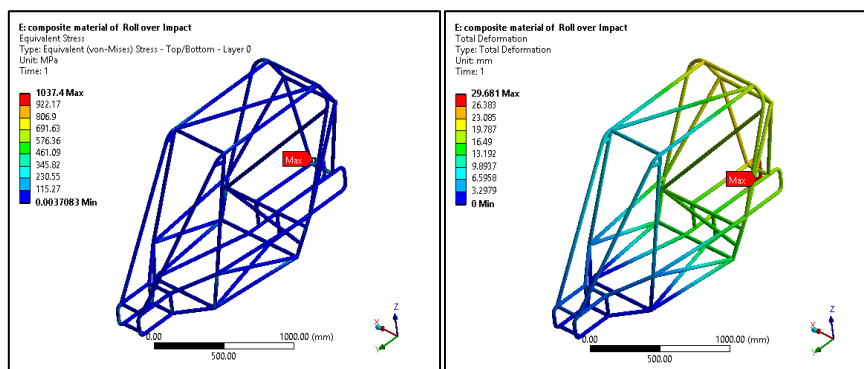 E: composite material of Roll over Impact
Equivalent Stress
Type: Equivalent (von-Mises) Stress - Top/Bottom - Layer 0
Unit: MPa
Time: 1
1037.4 Max
922.17
806.9
691.63
576.36
461.09
345.82
230.55
115.27
0.0037083 Min
Max
0.00
1000.00 (mm)
500.00
Z
X
Y
E: composite material of Roll over Impact
Total Deformation
Type: Total Deformation
Unit: mm
Time: 1
29.681 Max
26.383
23.085
19.787
16.49
13.192
9.8937
6.5958
3.2979
0 Min
Max
0.00
1000.00 (mm)
500.00
Z
X
Y